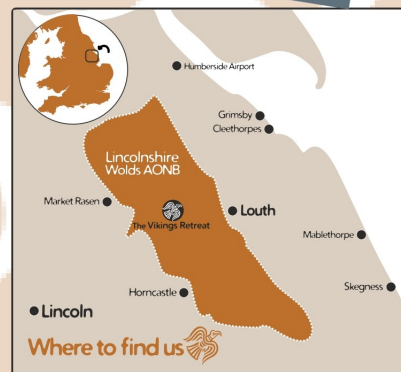 Humberside Airport
Grimsby
Cleethorpes
Lincolnshire
Wolds AONB
Market Rasen
The Vikings Retreat
Louth
Mablethorpe
Horncastle
Skegness
Lincoln
Where to find us